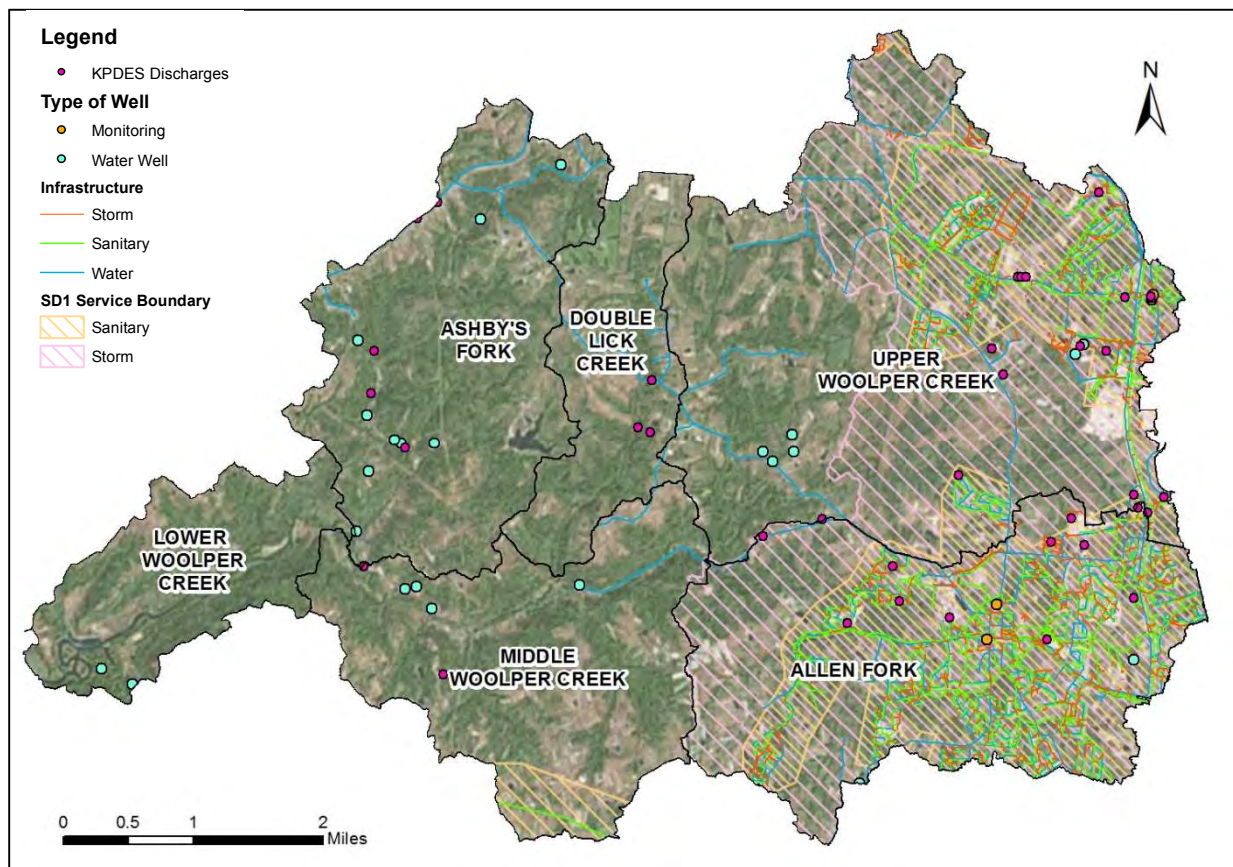 Legend
KPDES Discharges
Type of Well
Monitoring
Water Well
Infrastructure
Storm
Sanitary
Water
SD1 Service Boundary
Sanitary
Storm
N
ASHBY'S
FORK
DOUBLE
LICK
CREEK
UPPER
WOOLPER CREEK
LOWER
WOOLPER
CREEK
MIDDLE
WOOLPER CREEK
ALLEN FORK
0 0.5 1 2
Miles